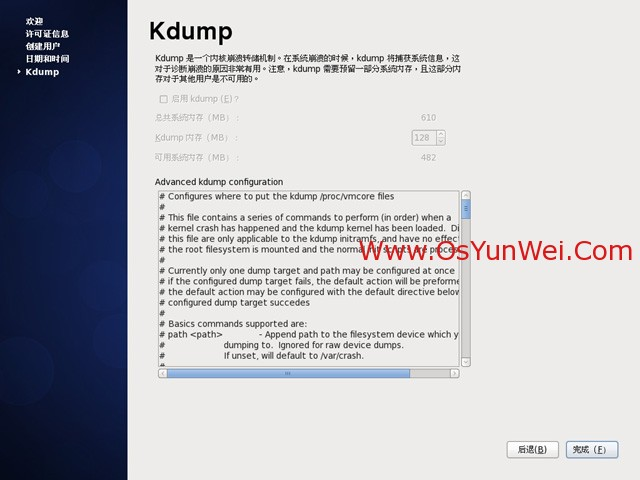 欢迎
许可证信息
创建用户
日期和时间
Kdump
Kdump
Kdump 是一个内核崩溃转储机制。在系统崩溃的时候，kdump 将捕获系统信息，这
对于诊断崩溃的原因非常有用。注意，kdump 需要预留一部分系统内存，且这部分内
存对于其他用户是不可用的。
启用 kdump (E)？
总共系统内存（MB）： 610
Kdump 内存（MB）： 128
可用系统内存（MB）： 482
Advanced kdump configuration
# Configures where to put the kdump /proc/vmcore files
#
# This file contains a series of commands to perform (in order) when a
# kernel crash has happened and the kdump kernel has been loaded. Di
# this file are only applicable to the kdump initramfs, and have no effect
# the root filesystem is mounted and the normal init scripts are proces
#
# Currently only one dump target and path may be configured at once
# if the configured dump target fails, the default action will be preforme
# the default action may be configured with the default directive below
# configured dump target succedes
#
# Basics commands supported are:
# path <path> - Append path to the filesystem device which y
# dumping to. Ignored for raw device dumps.
# If unset, will default to /var/crash.
#
www.OsYunWei.Com
后退(B)
完成（F）